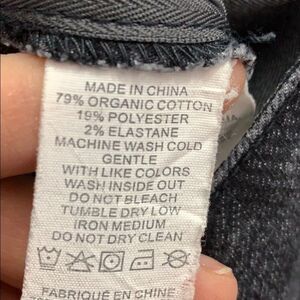 MADE IN CHINA
79% ORGANIC COTTON
19% POLYESTER
2% ELASTANE
MACHINE WASH COLD
GENTLE
WITH LIKE COLORS
WASH INSIDE OUT
DO NOT BLEACH
TUMBLE DRY LOW
IRON MEDIUM
DO NOT DRY CLEAN
FABRIQUÉ EN CHINE